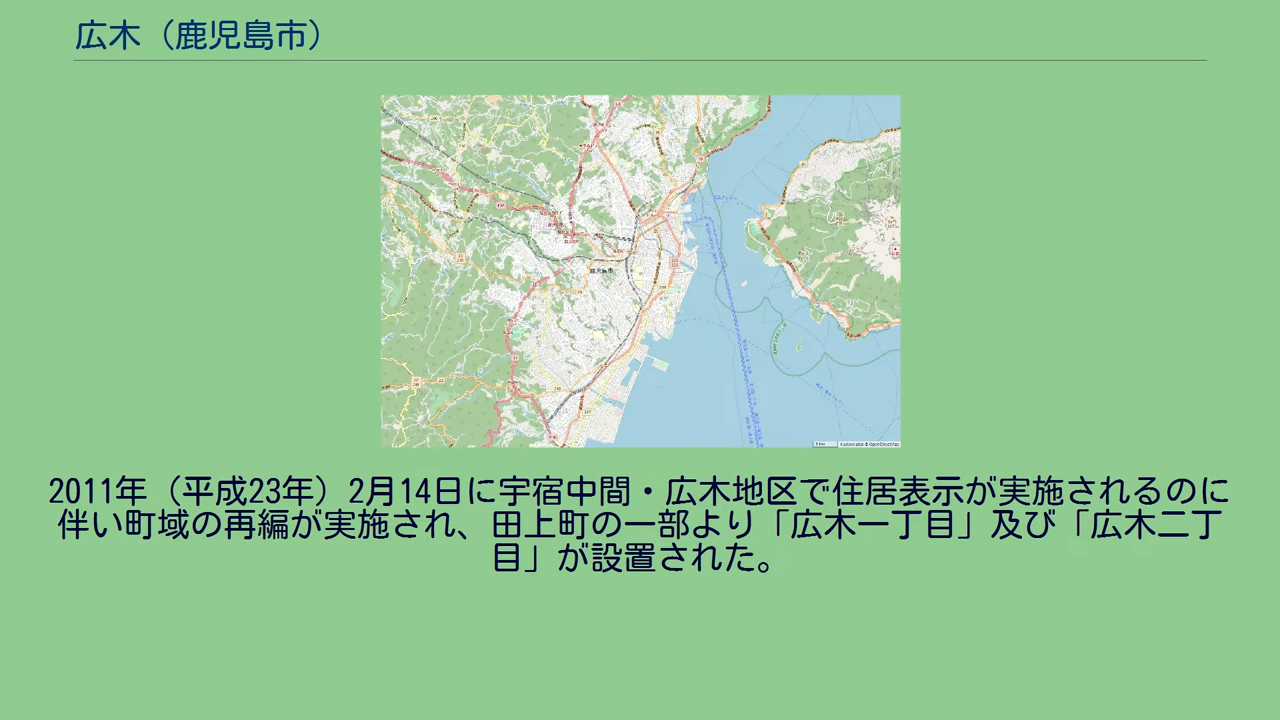 広木（鹿児島市）
鹿児島市
2011年（平成23年）2月14日に宇宿中間・広木地区で住居表示が実施されるのに
伴い町域の再編が実施され、田上町の一部より「広木一丁目」及び「広木二丁
目」が設置された。